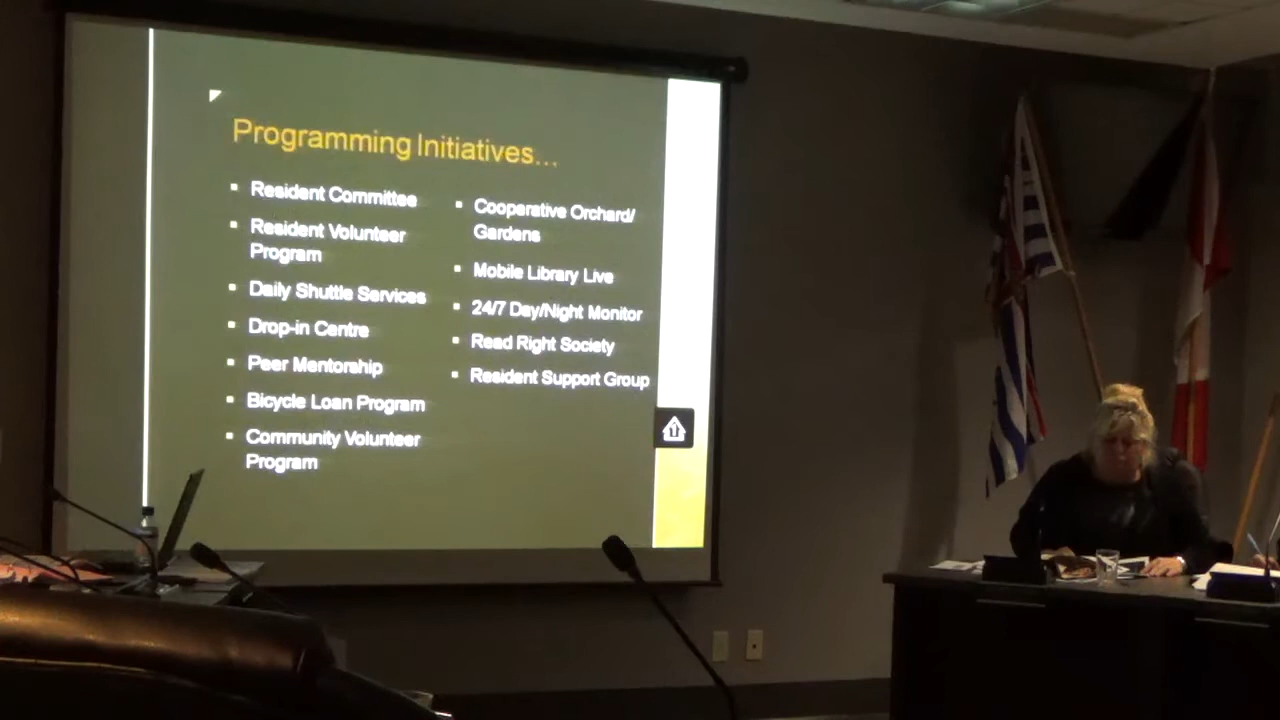 Programming Initiatives...
Resident Committee
Resident Volunteer
Program
Daily Shuttle Services
Drop-in Centre
Peer Mentorship
Bicycle Loan Program
Community Volunteer
Program
Cooperative Orchard/
Gardens
Mobile Library Live
24/7 Day/Night Monitor
Read Right Society
Resident Support Group